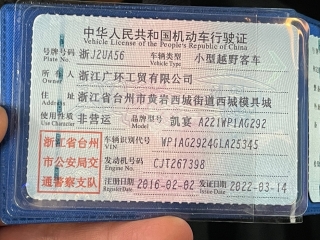 中华人民共和国机动车行驶证
Vehicle License of the People's Republic of China
号牌号码 浙J2UA56 车辆类型 小型越野客车
Plate No. Vehicle Type
所有人 浙江广环工贸有限公司
Owner
住址 浙江省台州市黄岩西城街道西城模具城
Address
使用性质 非营运 品牌型号 凯宴 A221WP1AG292
Use Character Model
浙江省台州
市公安局交
通警察支队
车辆识别代号 WP1AG2924GLA25345
VIN
发动机号码 CJT267398
Engine No.
注册日期 2016-02-02 发证日期 2022-03-14
Register Date Issue Date